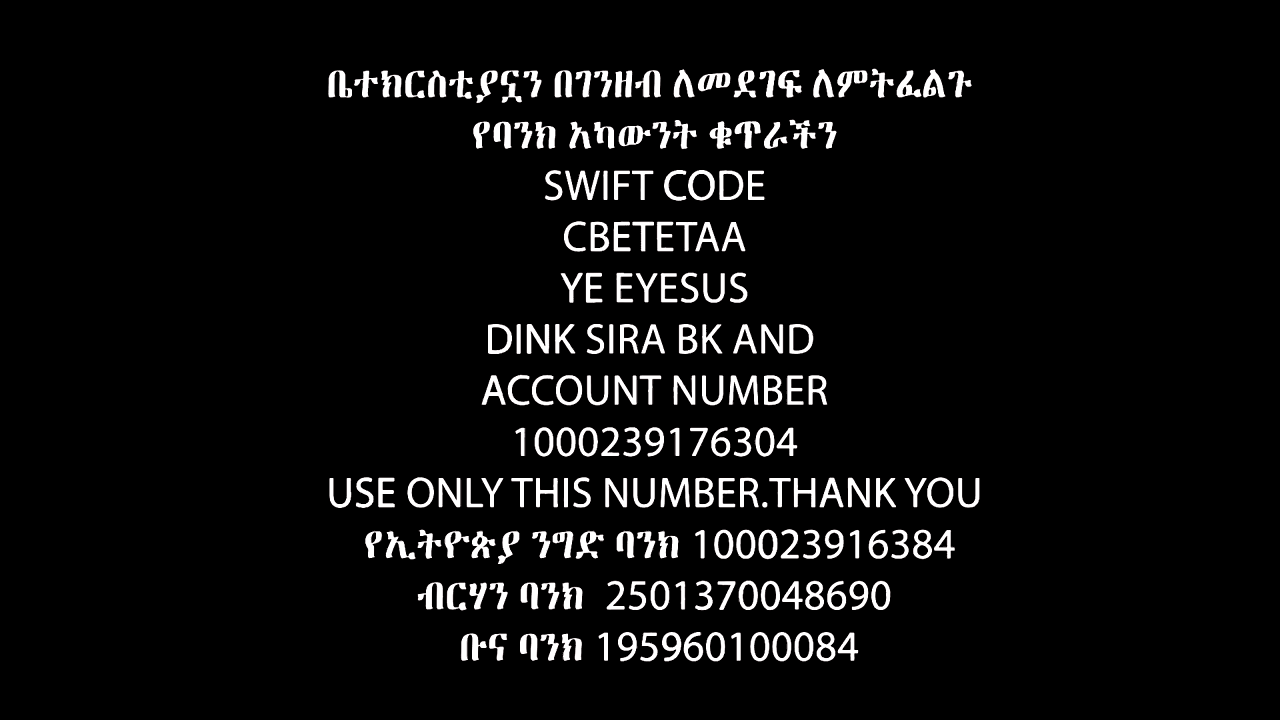 ቤተክርስቲያኗን በገንዘብ ለመደገፍ ለምትፈልጉ
የባንክ አካውንት ቁጥራችን
SWIFT CODE
CBETETAA
YE EYESUS
DINK SIRA BK AND
ACCOUNT NUMBER
1000239176304
USE ONLY THIS NUMBER.THANK YOU
የኢትዮጵያ ንግድ ባንክ 100023916384
ብርሃን ባንክ 2501370048690
ቡና ባንክ 195960100084